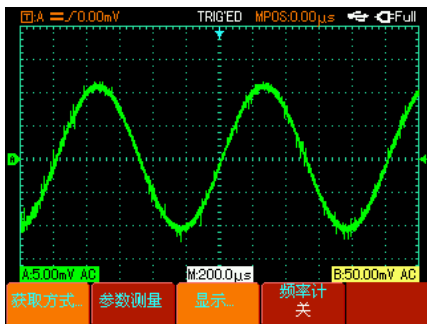 T:A 0.00mV TRIG'ED MPOS:0.00μs Full
A
A:5.00mV AC M:200.0μs B:50.00mV AC
获取方式... 参数测量 显示... 频率计
关